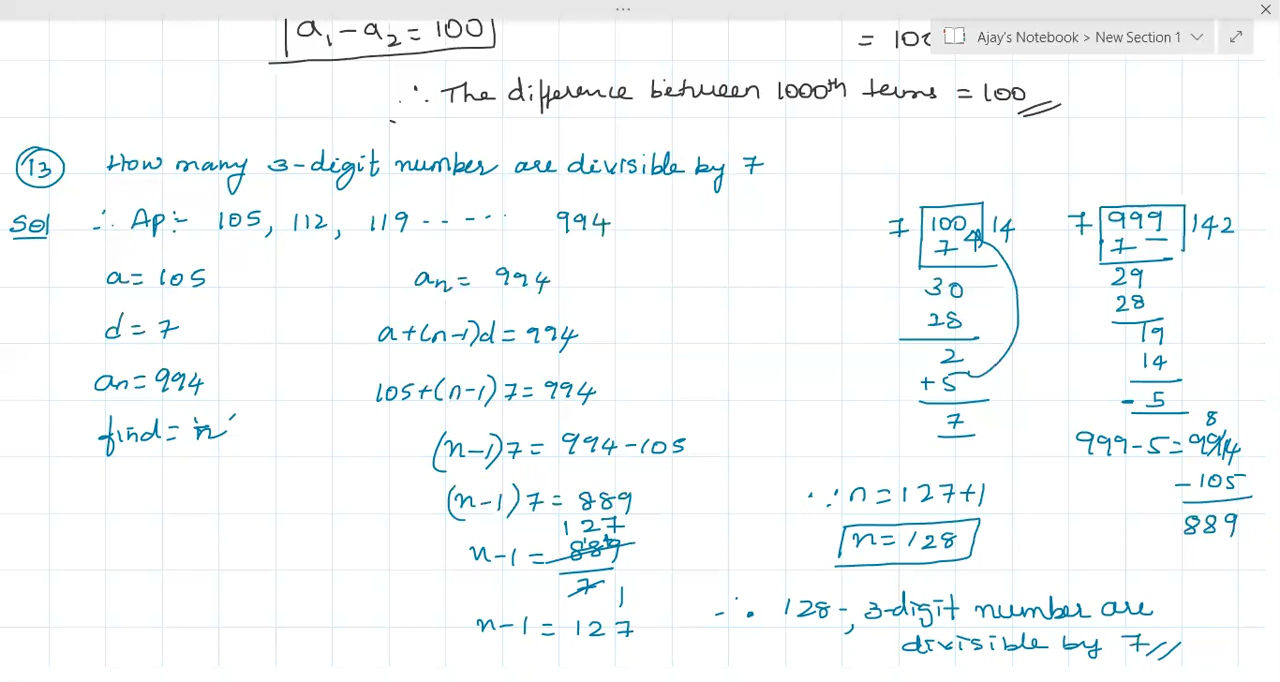 ...
a₁ - a₂ = 100
= 100
Ajay's Notebook > New Section 1
∴ The difference between 1000th terms = 100
13 How many 3-digit number are divisible by 7
Sol ∴ Ap:- 105, 112, 119 ------ 994
a = 105
d = 7
an = 994
find = n
an = 994
a+(n-1)d = 994
105+(n-1)7 = 994
(n-1)7 = 994-105
(n-1)7 = 889
127
n-1 = 889
7 1
n-1 = 127
7 100 14
7
30
28
2
+5
7
7 999 142
7
29
28
19
14
- 5
8
999-5 = 994
-105
889
∴ n = 127+1
n = 128
∴ 128, 3-digit number are
divisible by 7